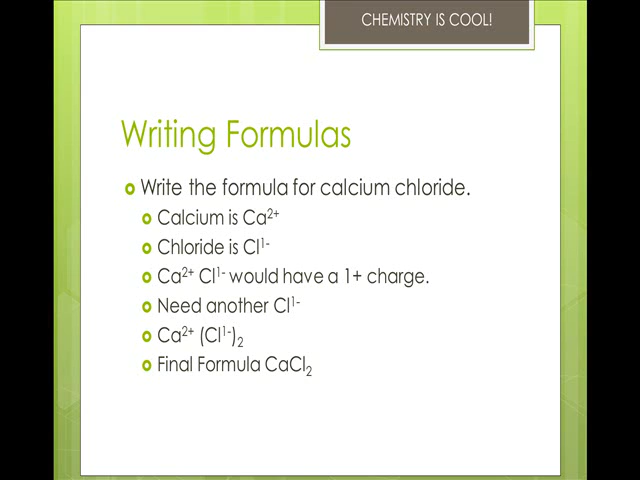 CHEMISTRY IS COOL!
Writing Formulas
Write the formula for calcium chloride.
Calcium is Ca²⁺
Chloride is Cl¹⁻
Ca²⁺ Cl¹⁻ would have a 1+ charge.
Need another Cl¹⁻
Ca²⁺ (Cl¹⁻)₂
Final Formula CaCl₂